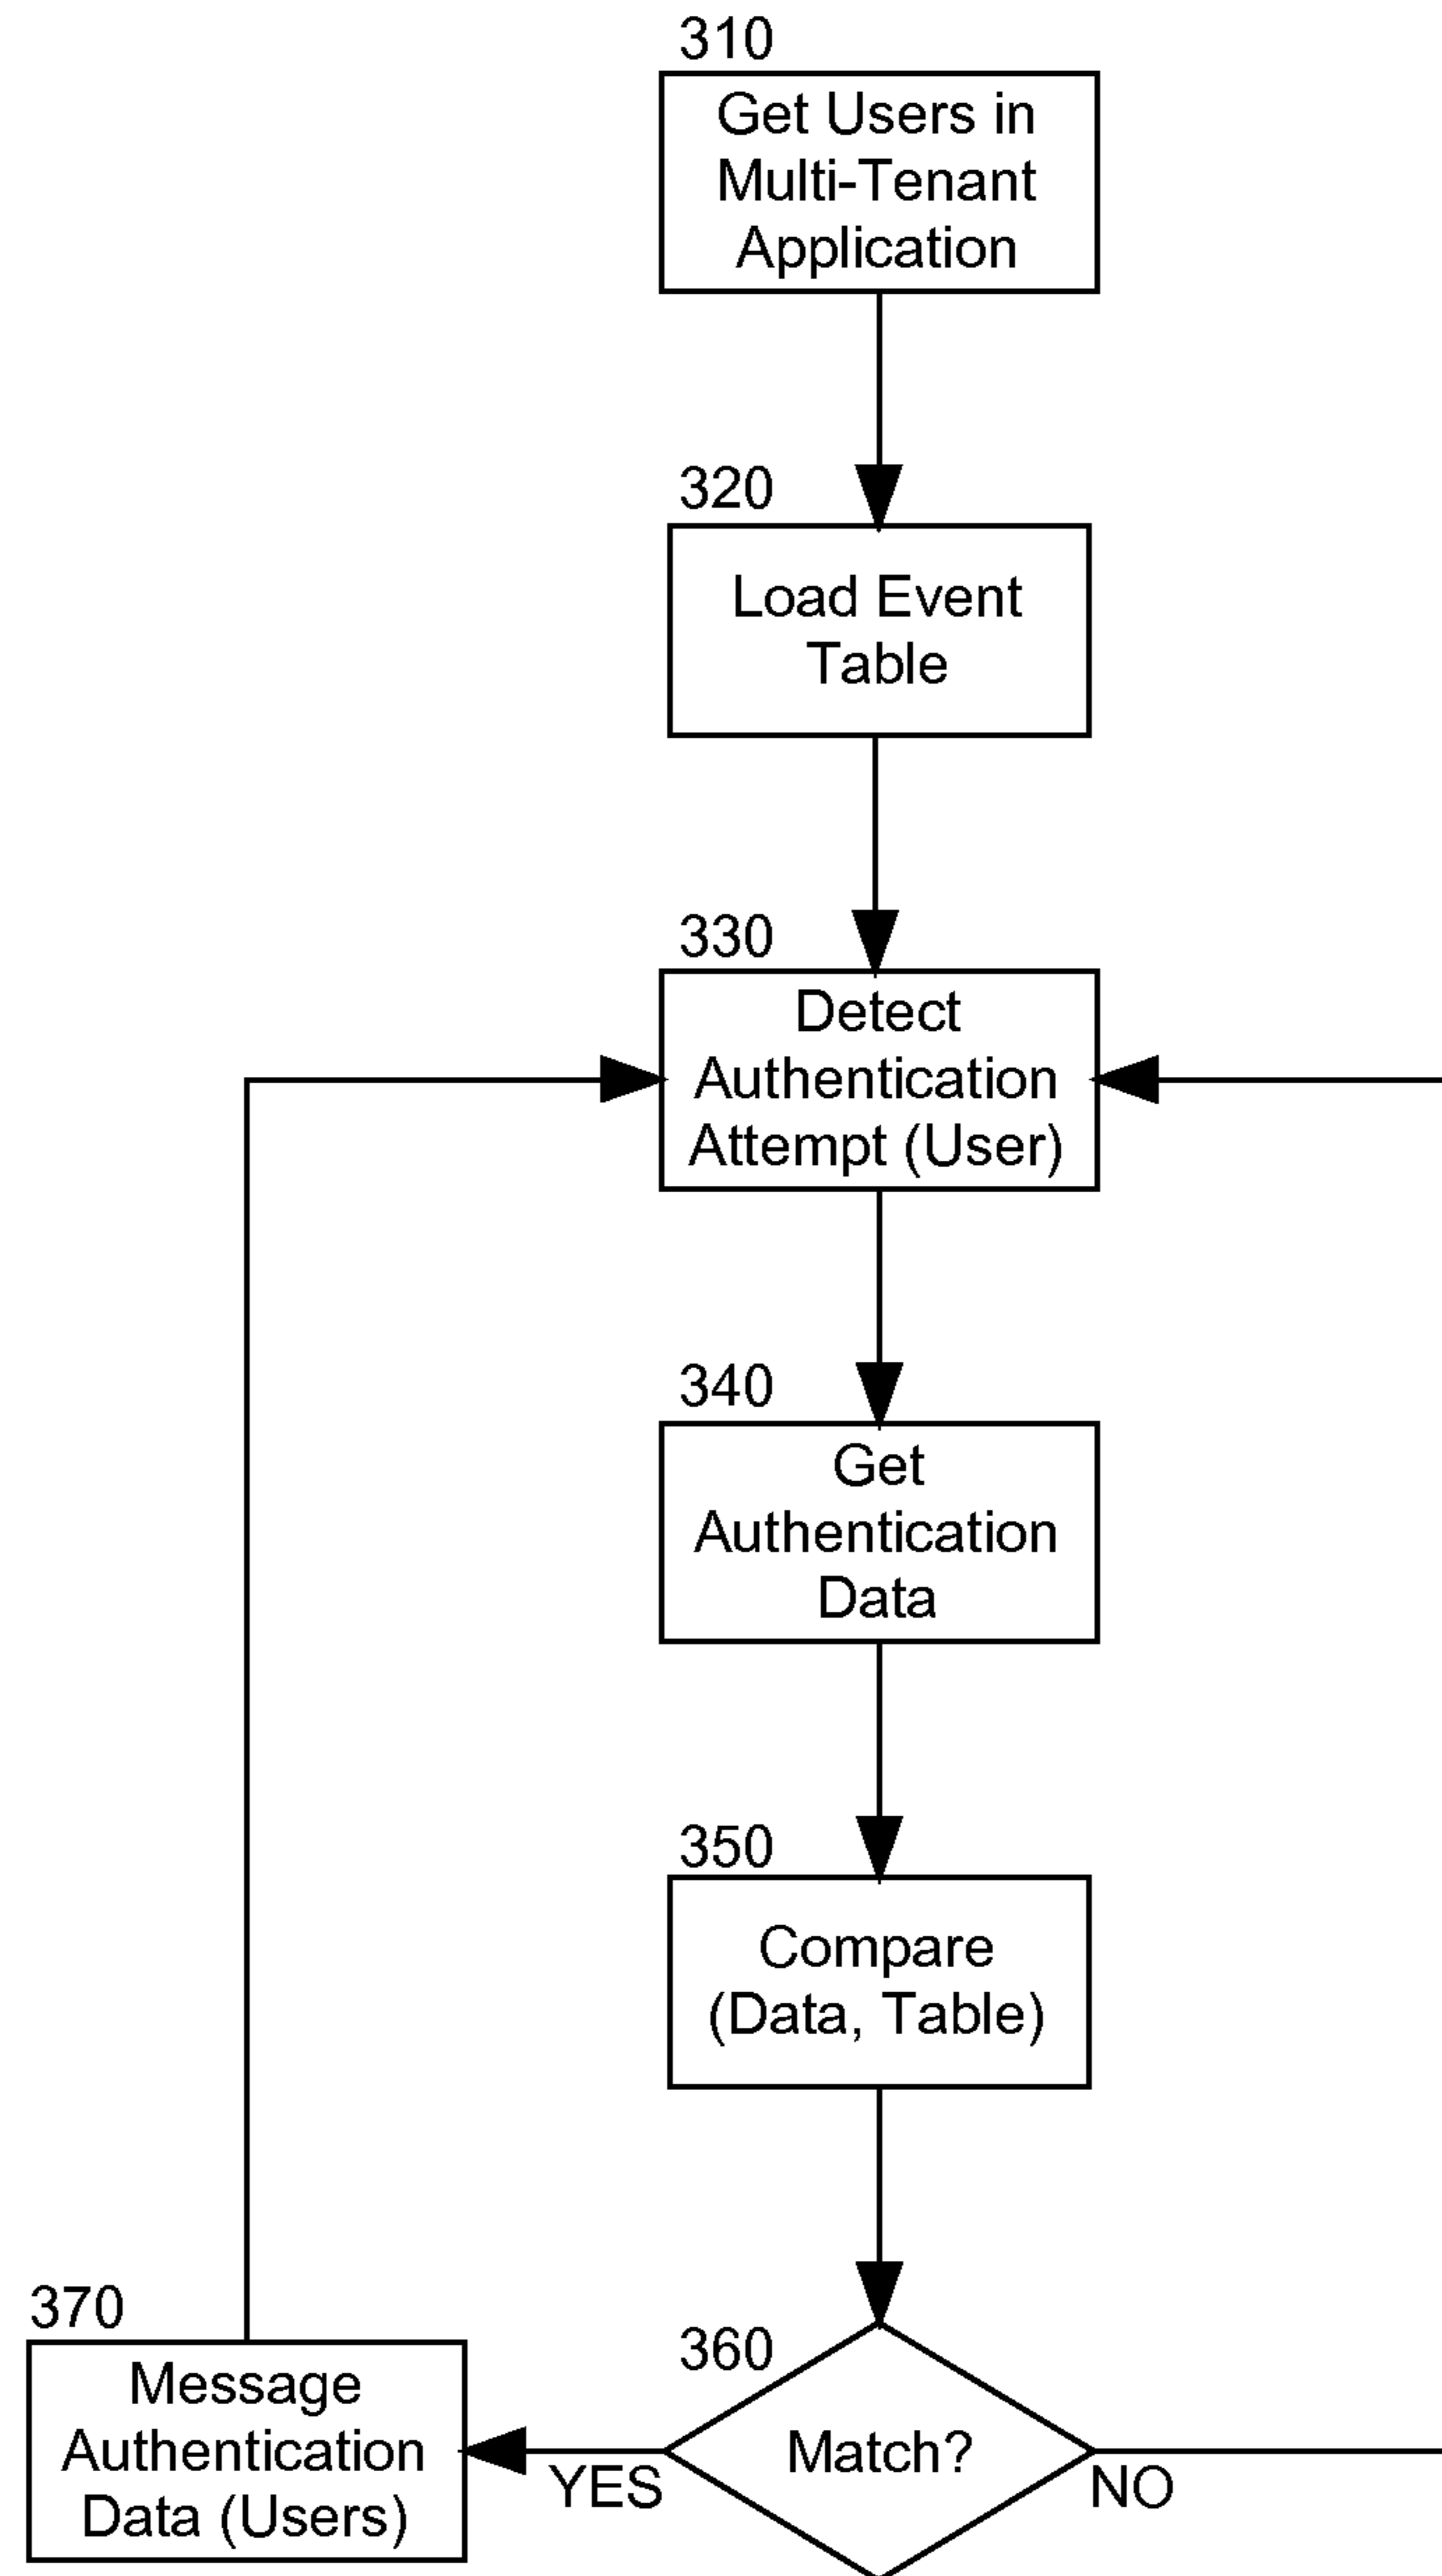 310
Get Users in
Multi-Tenant
Application
320
Load Event
Table
330
Detect
Authentication
Attempt (User)
340
Get
Authentication
Data
350
Compare
(Data, Table)
360
Match?
YES
NO
370
Message
Authentication
Data (Users)